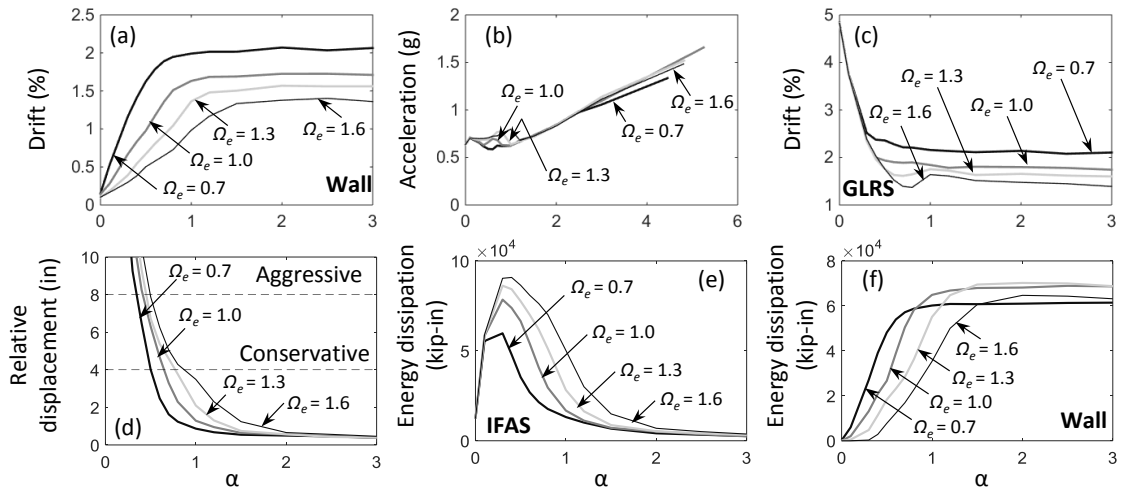 2.5
2
1.5
1
0.5
0
Drift (%)
(a)
Ωe = 1.6
Ωe = 1.3
Ωe = 1.0
Ωe = 0.7
Wall
0
1
2
3
2
1.5
1
0.5
0
Acceleration (g)
(b)
Ωe = 1.0
Ωe = 1.6
Ωe = 0.7
Ωe = 1.3
0
2
4
6
5
4
3
2
1
Drift (%)
(c)
Ωe = 0.7
Ωe = 1.3
Ωe = 1.6
Ωe = 1.0
GLRS
0
1
2
3
10
8
6
4
2
0
Relative
displacement (in)
Ωe = 0.7
Aggressive
Ωe = 1.0
Conservative
Ωe = 1.3
Ωe = 1.6
(d)
0
1
2
3
α
× 10⁴
10
5
0
Energy dissipation
(kip-in)
(e)
Ωe = 0.7
Ωe = 1.0
Ωe = 1.3
Ωe = 1.6
IFAS
0
1
2
3
α
× 10⁴
10
8
6
4
2
0
Energy dissipation
(kip-in)
(f)
Ωe = 1.6
Ωe = 1.3
Ωe = 1.0
Ωe = 0.7
Wall
0
1
2
3
α